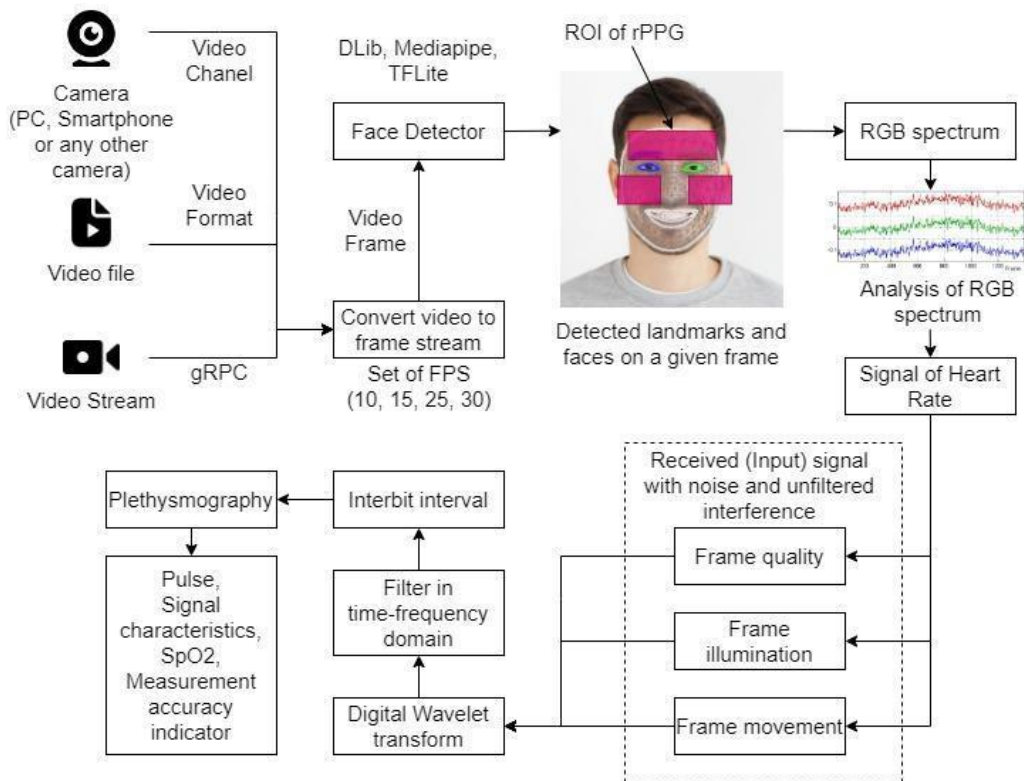 Camera
(PC, Smartphone
or any other
camera)
Video
Chanel
Video
Format
Video file
Video Stream
gRPC
Convert video to
frame stream
Set of FPS
(10, 15, 25, 30)
Video
Frame
DLib, Mediapipe,
TFLite
Face Detector
ROI of rPPG
Detected landmarks and
faces on a given frame
RGB spectrum
Analysis of RGB
spectrum
Signal of Heart
Rate
Received (Input) signal
with noise and unfiltered
interference
Frame quality
Frame
illumination
Frame movement
Digital Wavelet
transform
Filter in
time-frequency
domain
Interbit interval
Plethysmography
Pulse,
Signal
characteristics,
SpO2,
Measurement
accuracy
indicator